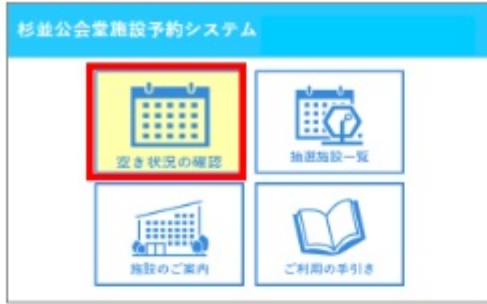 杉並公会堂施設予約システム
空き状況の確認
抽選施設一覧
施設のご案内
ご利用の手引き